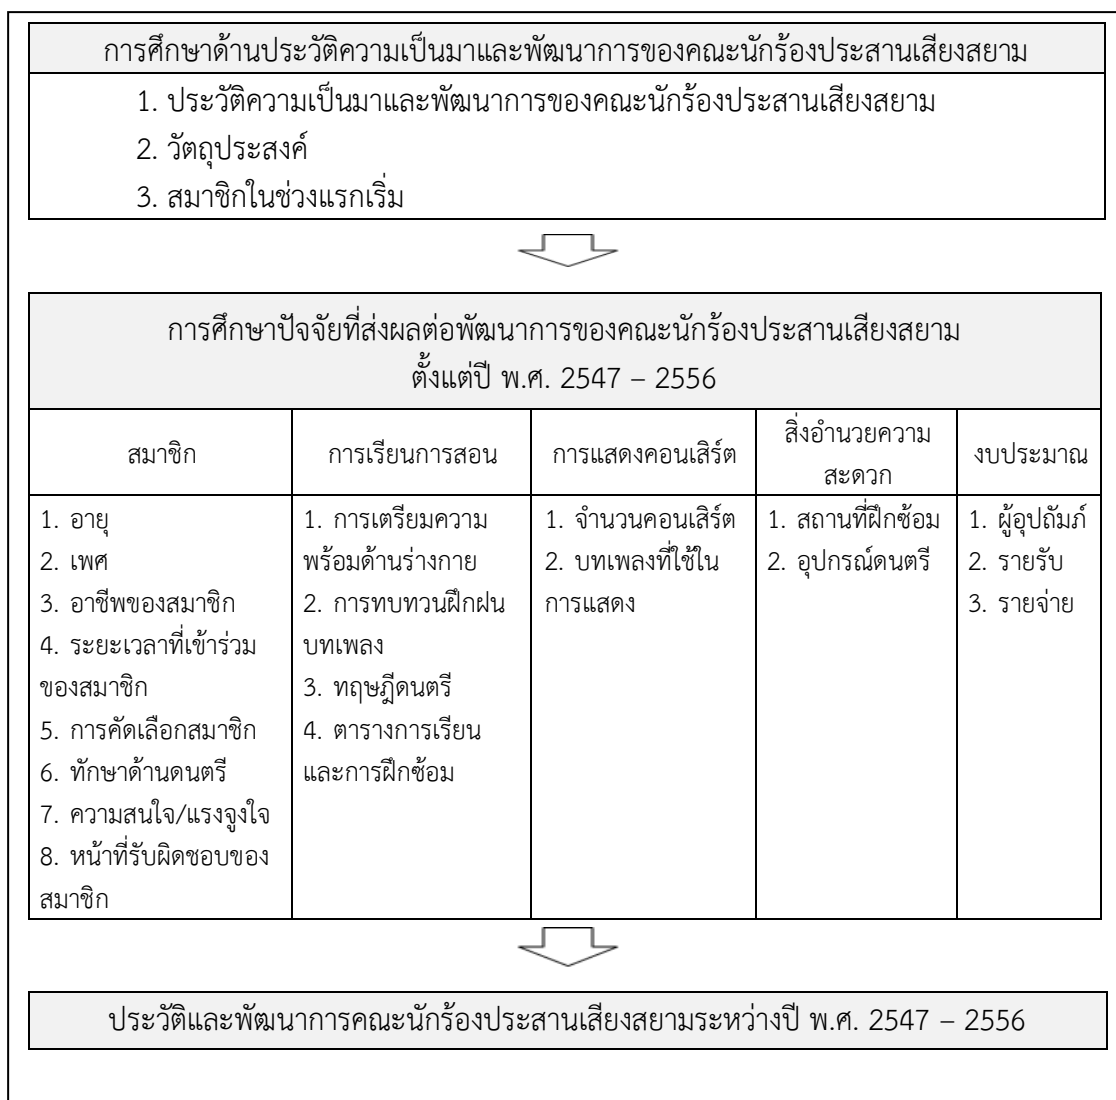 การศึกษาด้านประวัติความเป็นมาและพัฒนาการของคณะนักร้องประสานเสียงสยาม
1. ประวัติความเป็นมาและพัฒนาการของคณะนักร้องประสานเสียงสยาม
2. วัตถุประสงค์
3. สมาชิกในช่วงแรกเริ่ม
การศึกษาปัจจัยที่ส่งผลต่อพัฒนาการของคณะนักร้องประสานเสียงสยาม
ตั้งแต่ปี พ.ศ. 2547 – 2556
สมาชิก
1. อายุ
2. เพศ
3. อาชีพของสมาชิก
4. ระยะเวลาที่เข้าร่วม
ของสมาชิก
5. การคัดเลือกสมาชิก
6. ทักษาด้านดนตรี
7. ความสนใจ/แรงจูงใจ
8. หน้าที่รับผิดชอบของ
สมาชิก
การเรียนการสอน
1. การเตรียมความ
พร้อมด้านร่างกาย
2. การทบทวนฝึกฝน
บทเพลง
3. ทฤษฎีดนตรี
4. ตารางการเรียน
และการฝึกซ้อม
การแสดงคอนเสิร์ต
1. จำนวนคอนเสิร์ต
2. บทเพลงที่ใช้ใน
การแสดง
สิ่งอำนวยความ
สะดวก
1. สถานที่ฝึกซ้อม
2. อุปกรณ์ดนตรี
งบประมาณ
1. ผู้อุปถัมภ์
2. รายรับ
3. รายจ่าย
ประวัติและพัฒนาการคณะนักร้องประสานเสียงสยามระหว่างปี พ.ศ. 2547 – 2556